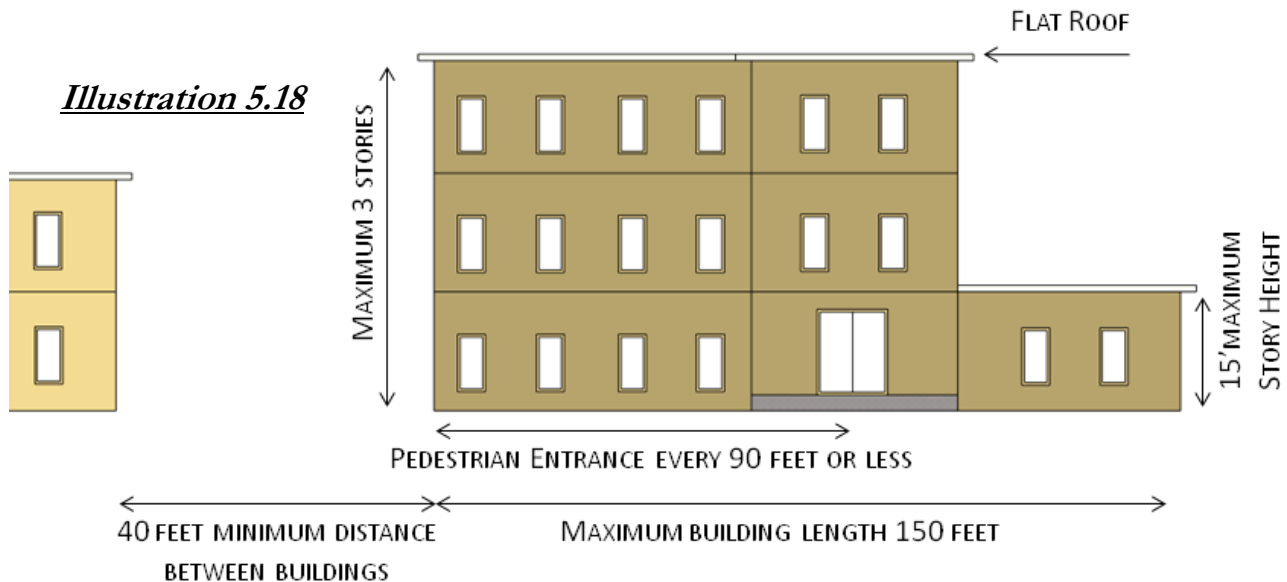 FLAT ROOF
Illustration 5.18
MAXIMUM 3 STORIES
15'MAXIMUM
STORY HEIGHT
PEDESTRIAN ENTRANCE EVERY 90 FEET OR LESS
40 FEET MINIMUM DISTANCE
BETWEEN BUILDINGS
MAXIMUM BUILDING LENGTH 150 FEET